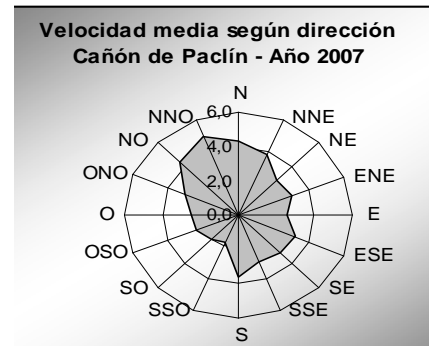 Velocidad media según dirección
Cañón de Paclín - Año 2007
N
NNO
NNE
NO
NE
ONO
ENE
O
E
OSO
ESE
SO
SE
SSO
SSE
S
6,0
4,0
2,0
0,0